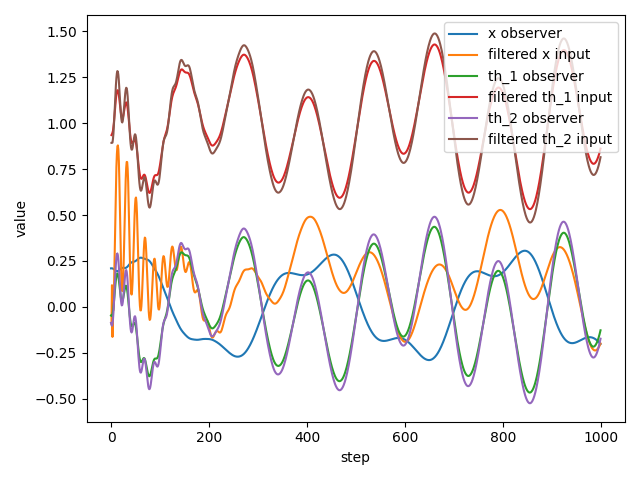 x observer
filtered x input
th_1 observer
filtered th_1 input
th_2 observer
filtered th_2 input
1.50
1.25
1.00
0.75
0.50
0.25
0.00
−0.25
−0.50
value
0
200
400
600
800
1000
step